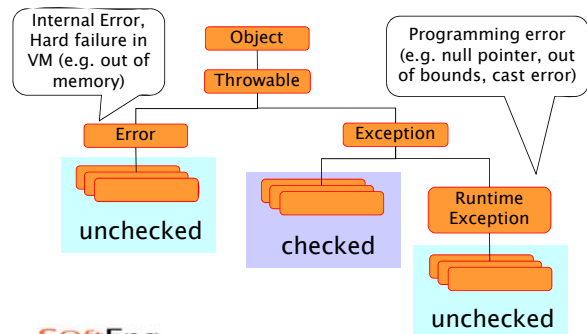 Internal Error,
Hard failure in
VM (e.g. out of
memory)
Object
Throwable
Programming error
(e.g. null pointer, out
of bounds, cast error)
Error
Exception
unchecked
checked
Runtime
Exception
unchecked
SOftEng